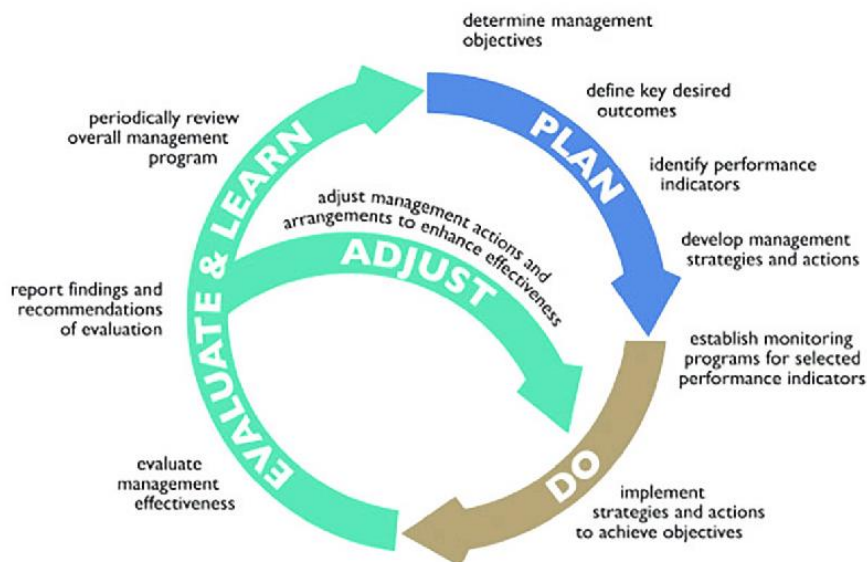 determine management
objectives
define key desired
outcomes
PLAN
identify performance
indicators
develop management
strategies and actions
establish monitoring
programs for selected
performance indicators
DO
implement
strategies and actions
to achieve objectives
evaluate
management
effectiveness
EVALUATE & LEARN
report findings and
recommendations
of evaluation
periodically review
overall management
program
adjust management actions and
arrangements to enhance effectiveness
ADJUST